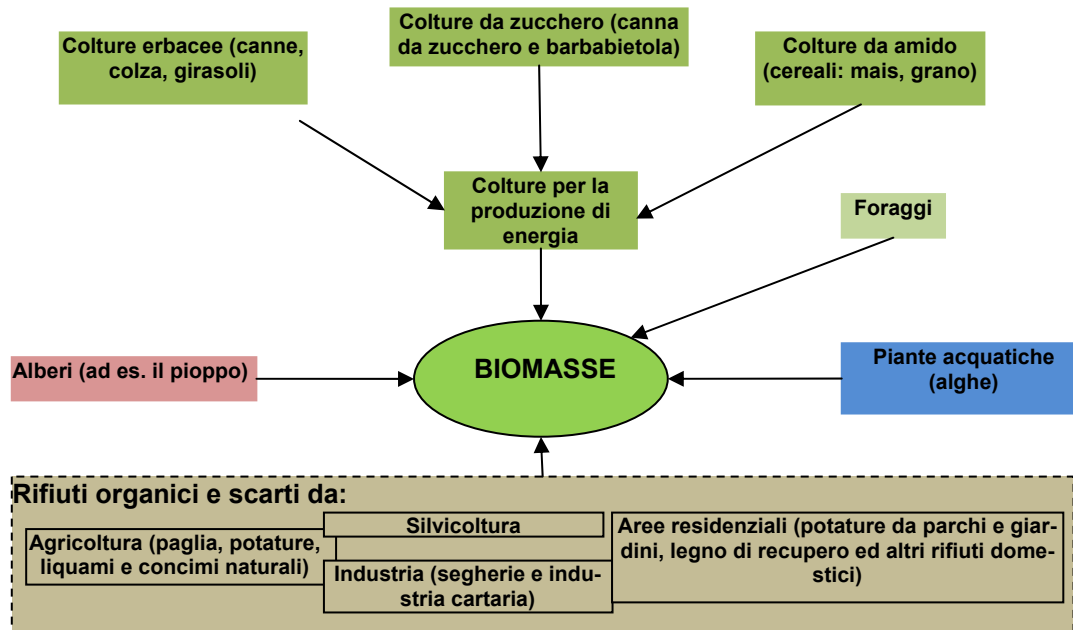 Colture erbacee (canne,
colza, girasoli)
Colture da zucchero (canna
da zucchero e barbabietola)
Colture da amido
(cereali: mais, grano)
Colture per la
produzione di
energia
Foraggi
Alberi (ad es. il pioppo)
BIOMASSE
Piante acquatiche
(alghe)
Rifiuti organici e scarti da:
Agricoltura (paglia, potature,
liquami e concimi naturali)
Silvicoltura
Industria (segherie e indu-
stria cartaria)
Aree residenziali (potature da parchi e giar-
dini, legno di recupero ed altri rifiuti dome-
stici)